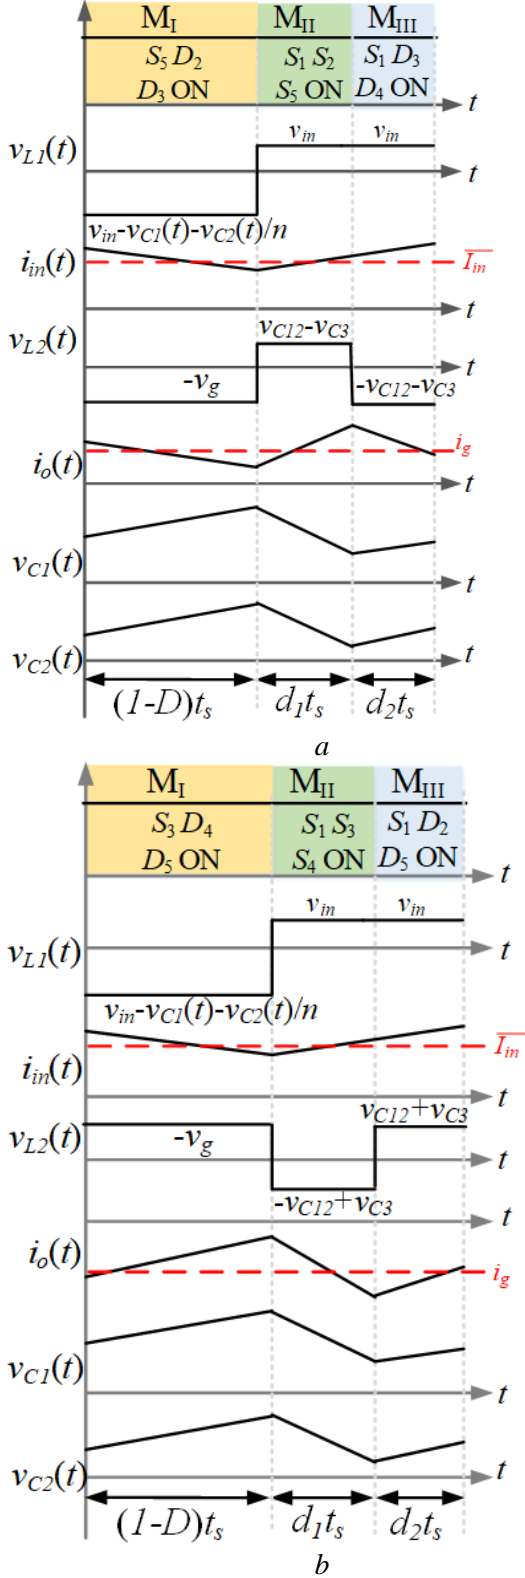 M_I M_II M_III
S_5 D_2 S_1 S_2 S_1 D_3
D_3 ON S_5 ON D_4 ON
t
v_in v_in
v_L1(t)
t
v_in-v_C1(t)-v_C2(t)/n
i_in(t) I_in
t
v_L2(t) v_C12-v_C3
t
-v_g -v_C12-v_C3
i_g
i_o(t)
t
v_C1(t)
t
v_C2(t) t
(1-D)t_s d_1t_s d_2t_s
a
M_I M_II M_III
S_3 D_4 S_1 S_3 S_1 D_2
D_5 ON S_4 ON D_5 ON
t
v_in v_in
v_L1(t) t
v_in-v_C1(t)-v_C2(t)/n
I_in
i_in(t)
t
v_C12+v_C3
v_L2(t) -v_g t
-v_C12+v_C3
t
i_o(t)
i_g
v_C1(t)
t
v_C2(t) t
(1-D)t_s d_1t_s d_2t_s
b